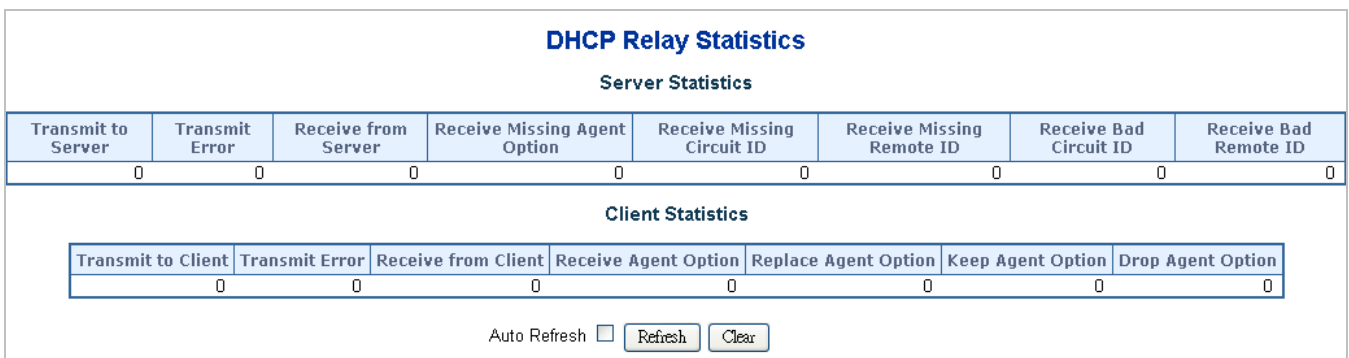 DHCP Relay Statistics
Server Statistics
Transmit to Server Transmit Error Receive from Server Receive Missing Agent Option Receive Missing Circuit ID Receive Missing Remote ID Receive Bad Circuit ID Receive Bad Remote ID
0 0 0 0 0 0 0 0
Client Statistics
Transmit to Client Transmit Error Receive from Client Receive Agent Option Replace Agent Option Keep Agent Option Drop Agent Option
0 0 0 0 0 0 0
Auto Refresh Refresh Clear